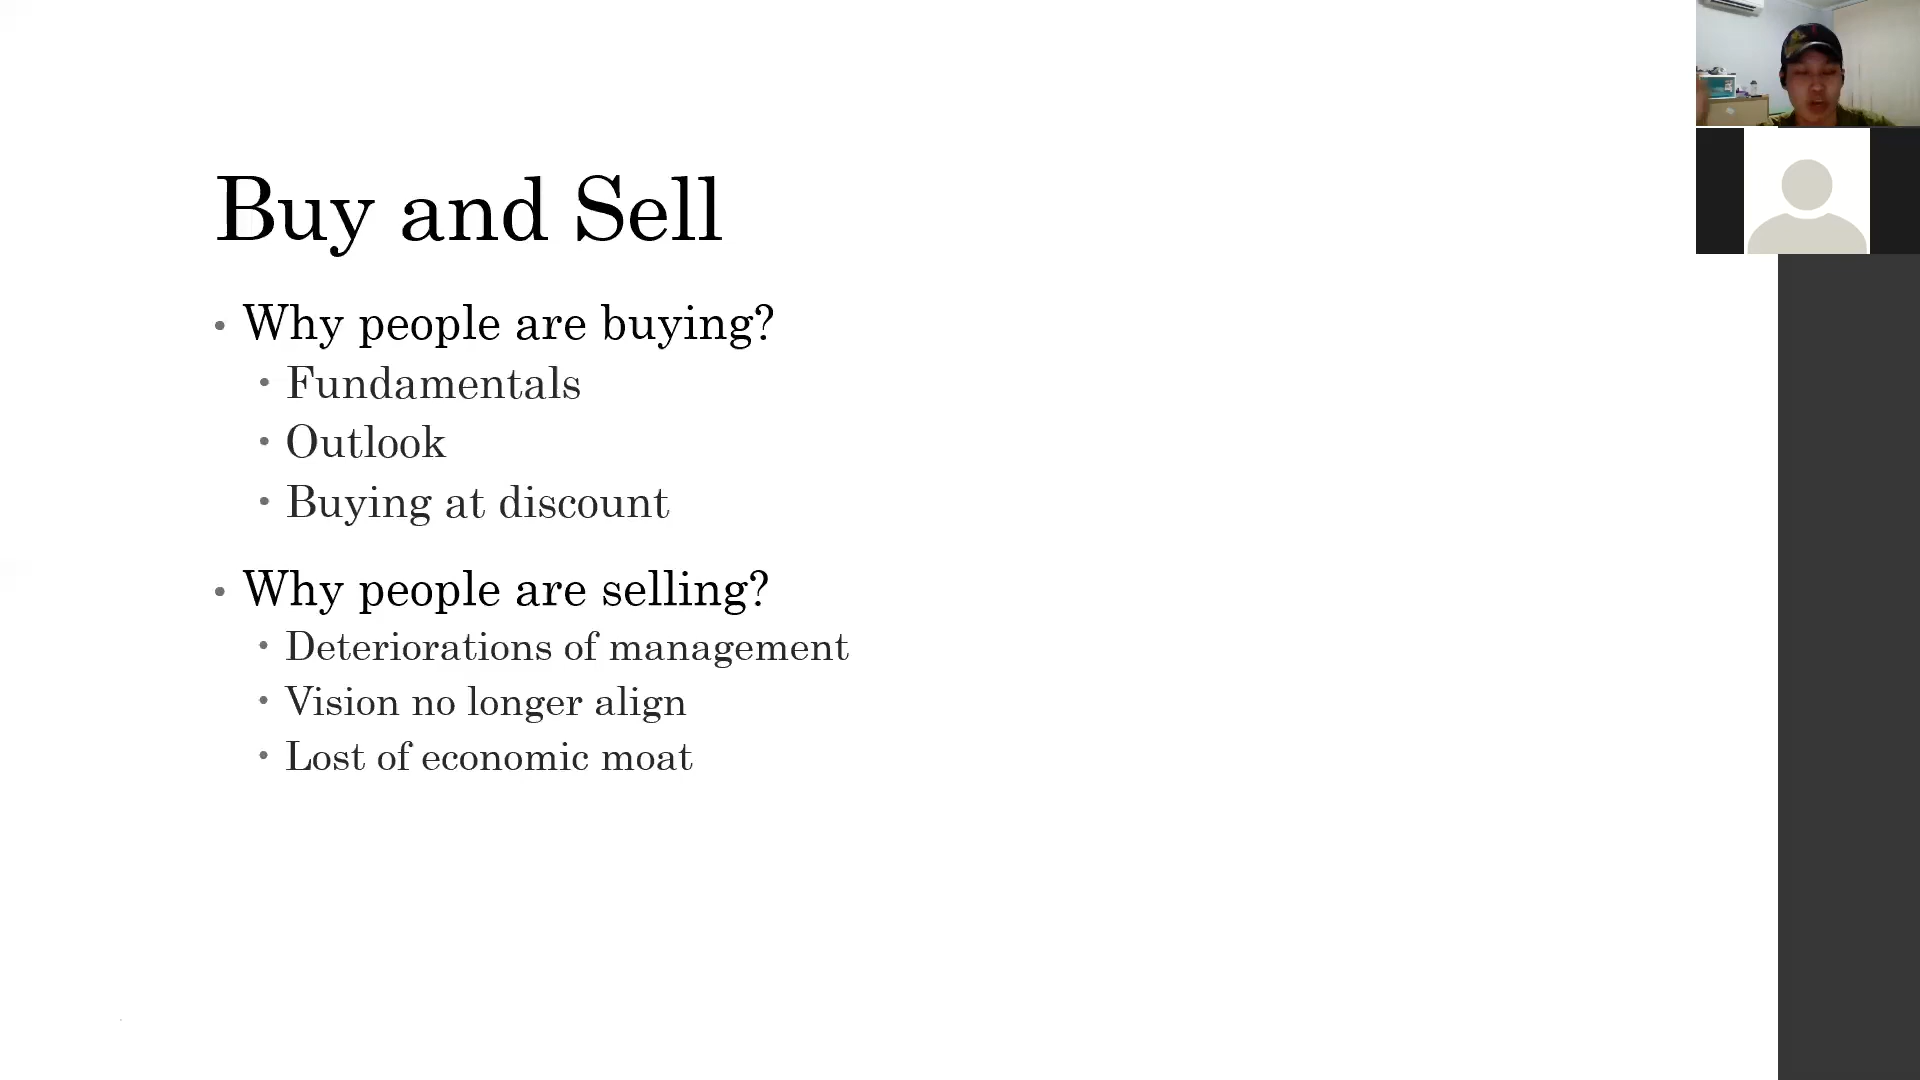 Buy and Sell
Why people are buying?
Fundamentals
Outlook
Buying at discount
Why people are selling?
Deteriorations of management
Vision no longer align
Lost of economic moat